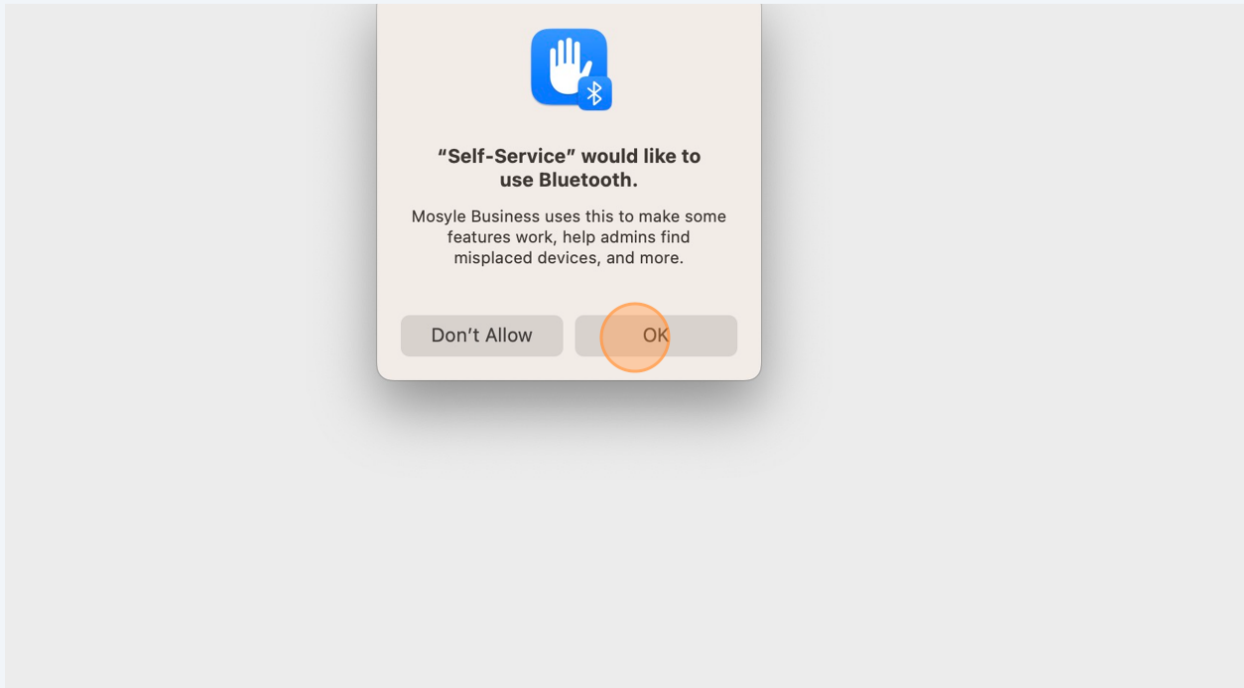 “Self-Service” would like to
use Bluetooth.
Mosyle Business uses this to make some
features work, help admins find
misplaced devices, and more.
Don’t Allow
OK